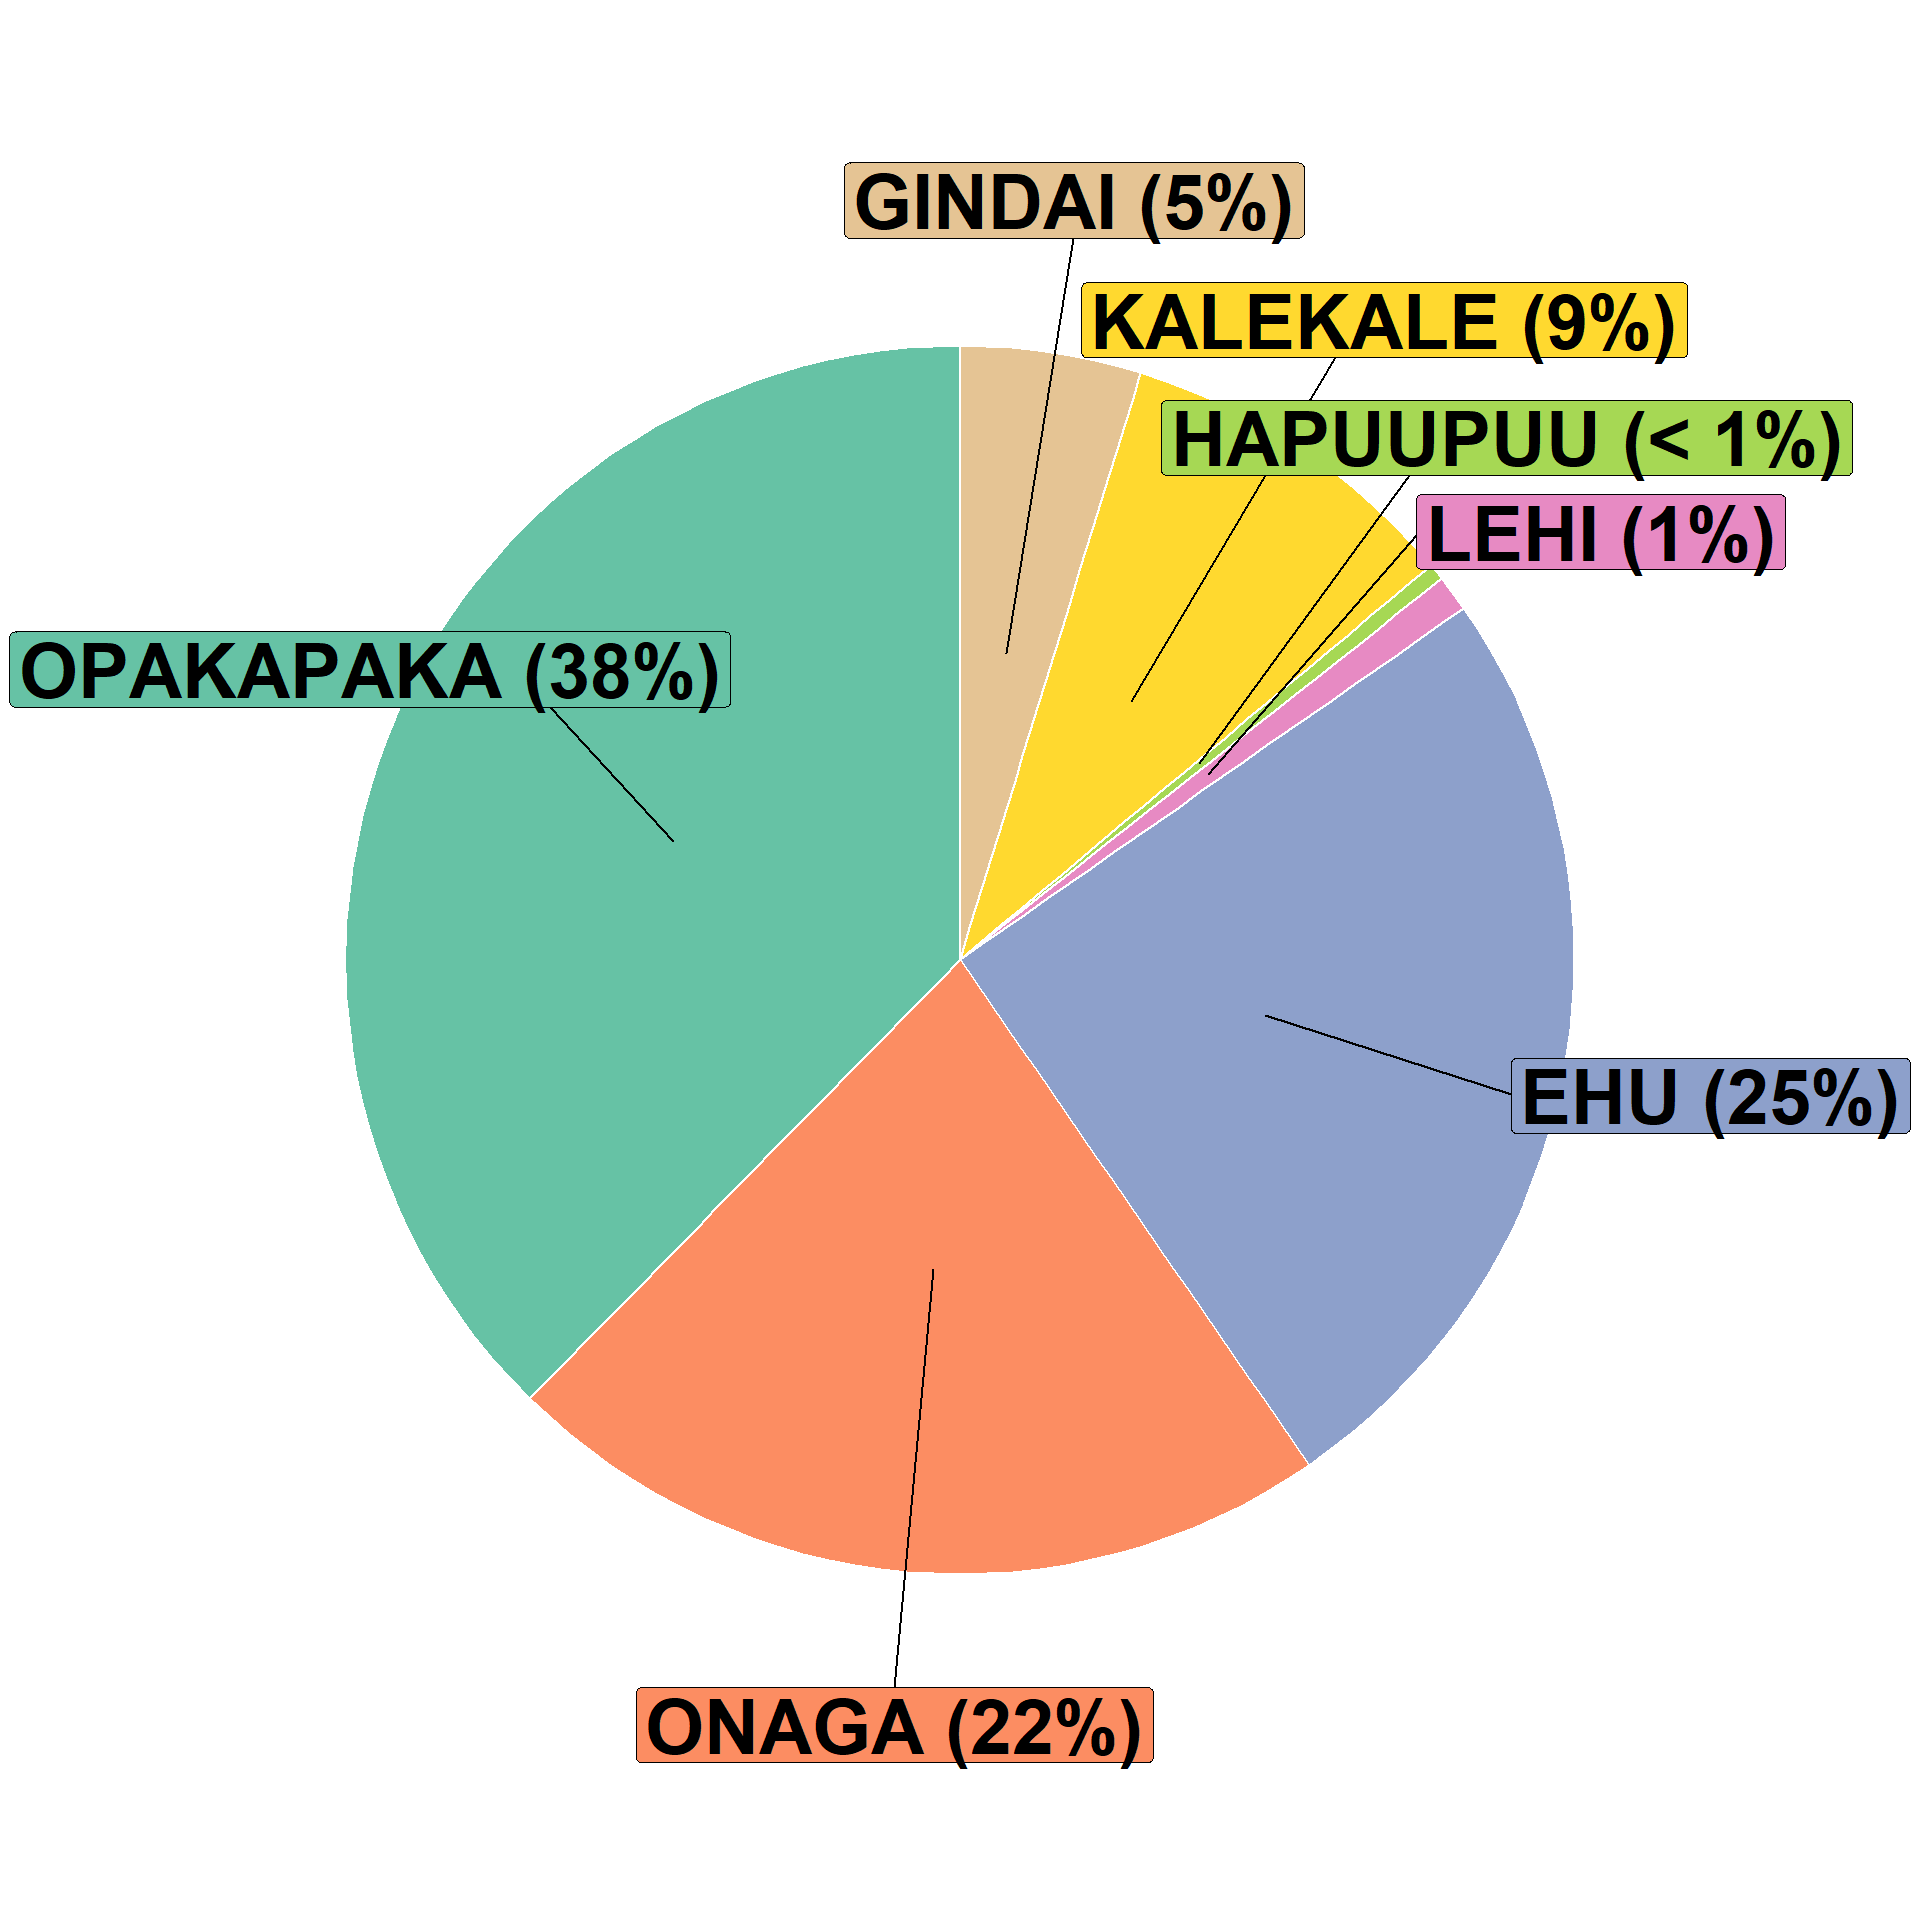 GINDAI (5%)
KALEKALE (9%)
HAPUUPUU (< 1%)
LEHI (1%)
OPAKAPAKA (38%)
EHU (25%)
ONAGA (22%)